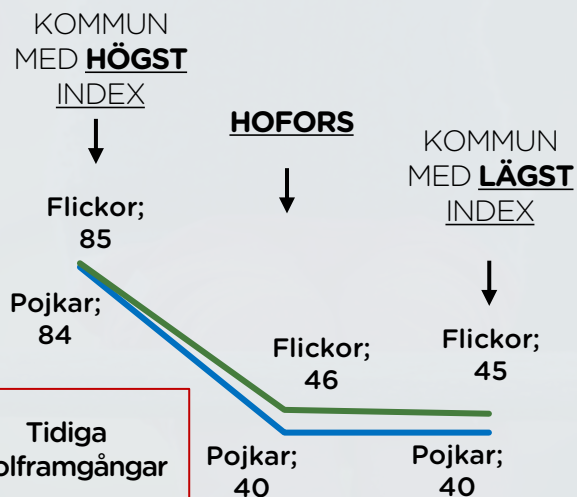 KOMMUN
MED HÖGST
INDEX
HOFORS
KOMMUN
MED LÄGST
INDEX
Flickor;
85
Pojkar;
84
Flickor;
46
Flickor;
45
Tidiga
Pojkar;
40
Pojkar;
40